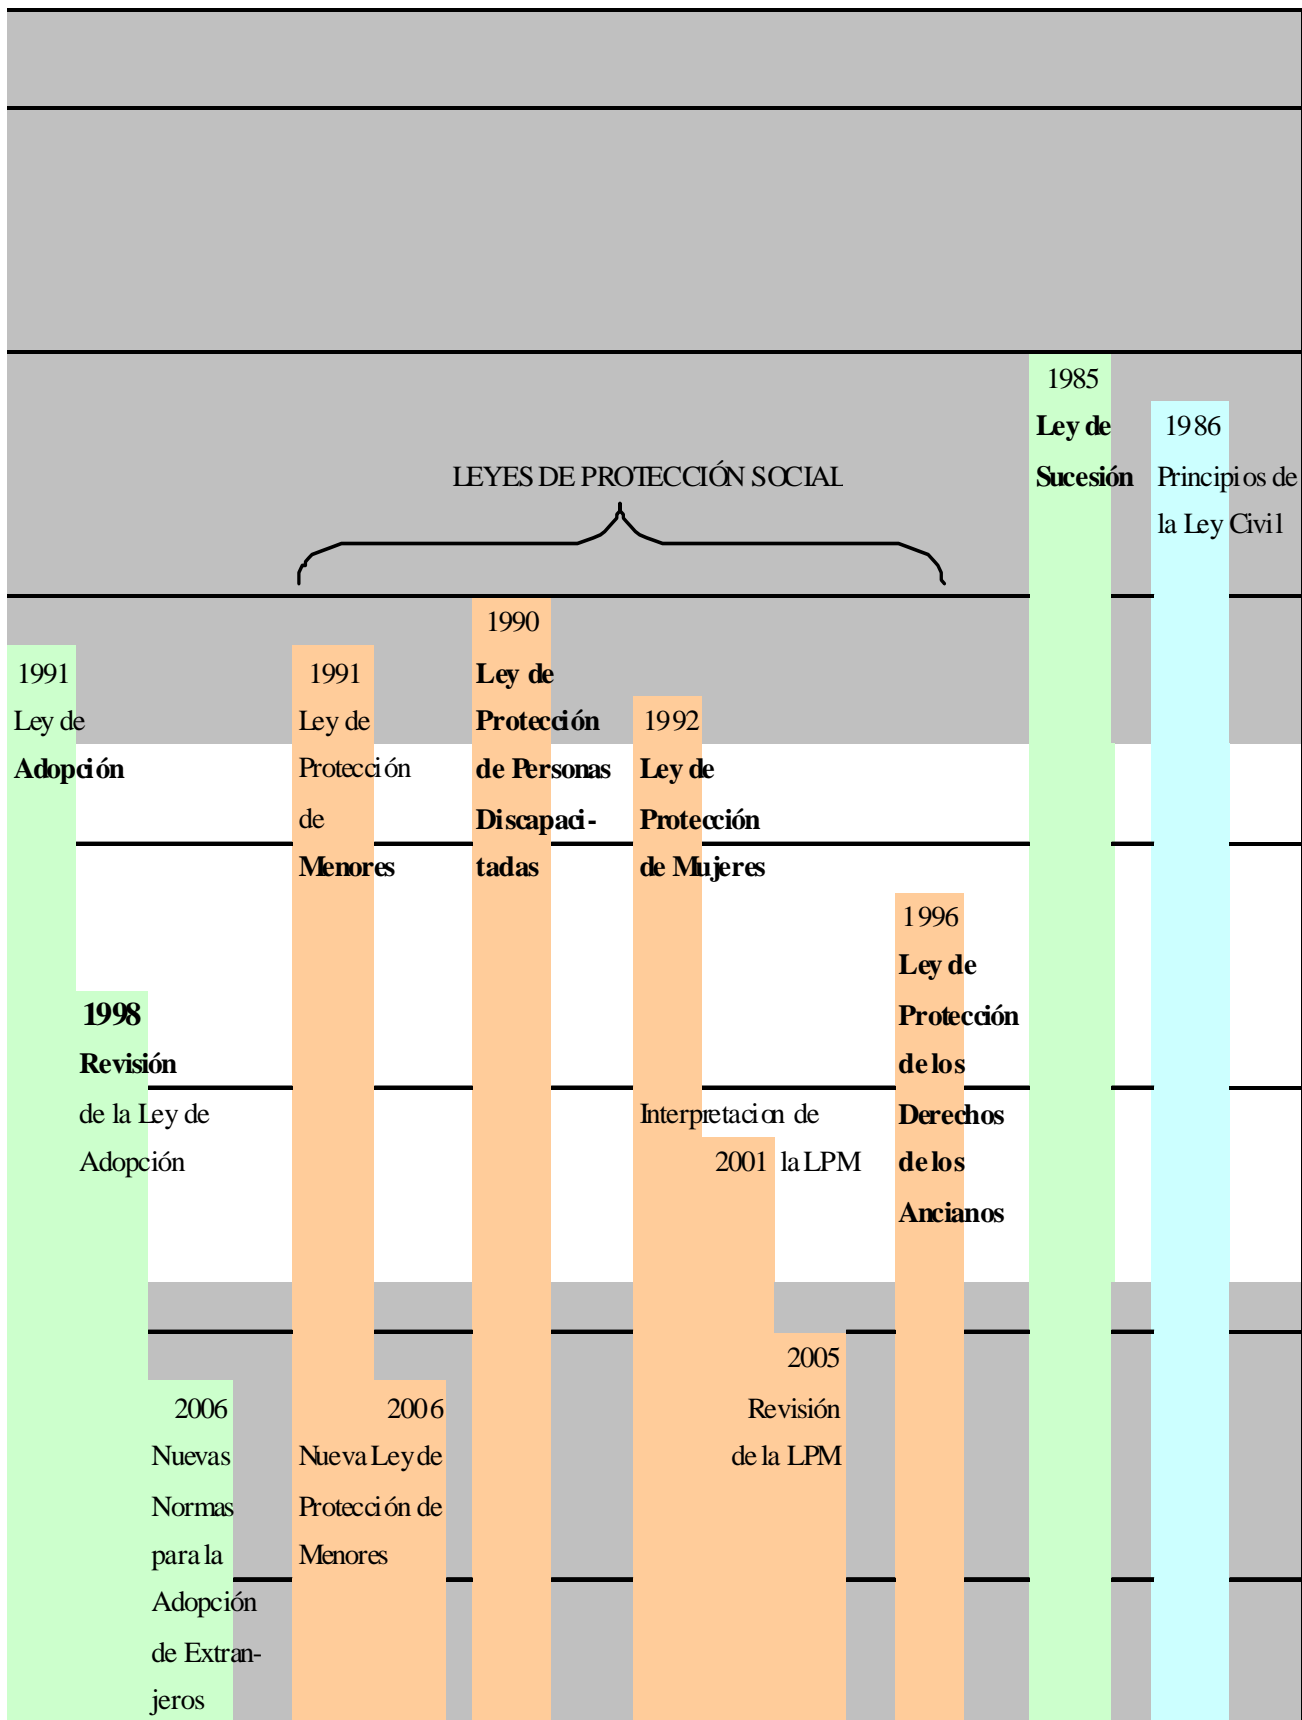 LEYES DE PROTECCIÓN SOCIAL
1985
Ley de
Sucesión
1986
Principios de
la Ley Civil
1991
Ley de
Adopción
1998
Revisión
de la Ley de
Adopción
2006
Nuevas
Normas
para la
Adopción
de Extran-
jeros
1991
Ley de
Protección
de
Menores
2006
Nueva Ley de
Protección de
Menores
1990
Ley de
Protección
de Personas
Discapaci-
tadas
1992
Ley de
Protección
de Mujeres
Interpretacion de
2001 la LPM
2005
Revisión
de la LPM
1996
Ley de
Protección
de los
Derechos
de los
Ancianos